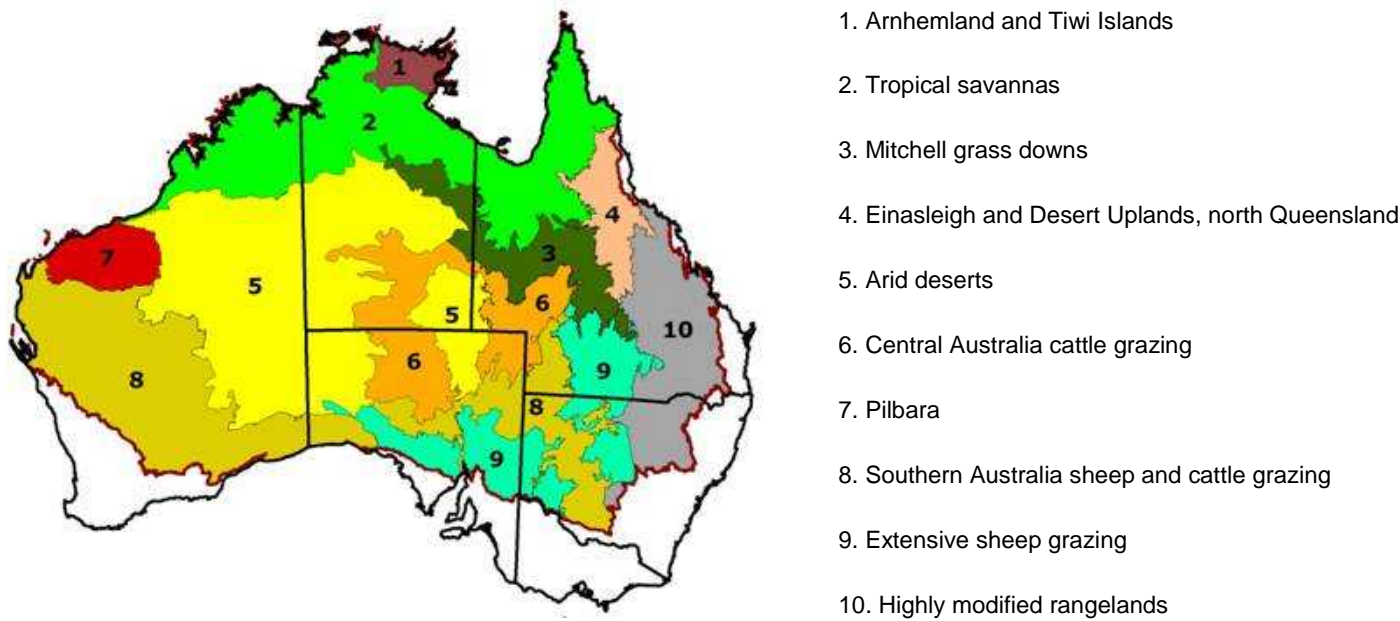 1. Arnhemland and Tiwi Islands
2. Tropical savannas
3. Mitchell grass downs
4. Einasleigh and Desert Uplands, north Queensland
5. Arid deserts
6. Central Australia cattle grazing
7. Pilbara
8. Southern Australia sheep and cattle grazing
9. Extensive sheep grazing
10. Highly modified rangelands
1
2
4
3
7
5
6
5
10
6
9
8
8
9